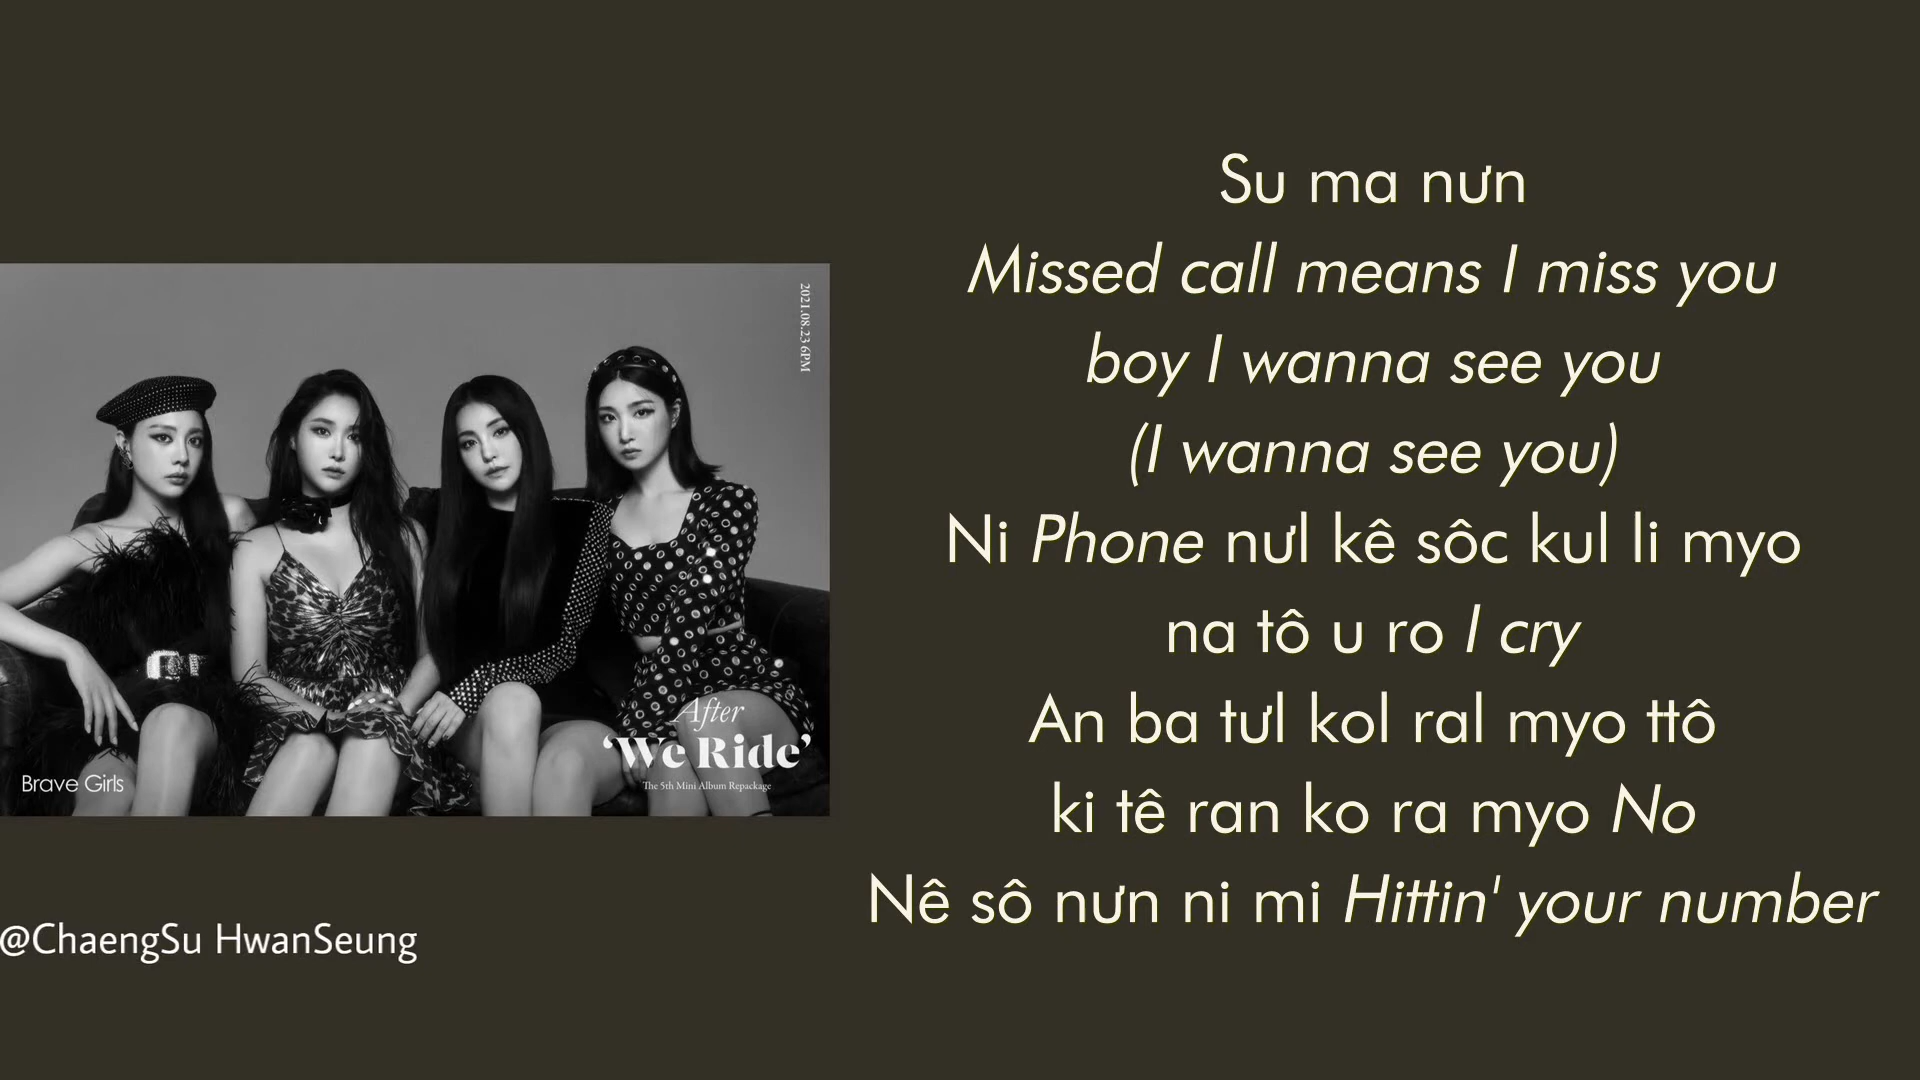 2021.08.23 6PM
After
‘We Ride’
The 5th Mini Album Repackage
Brave Girls
@ChaengSu HwanSeung
Su ma nưn
Missed call means I miss you
boy I wanna see you
(I wanna see you)
Ni Phone nưl kê sôc kul li myo
na tô u ro I cry
An ba tưl kol ral myo ttô
ki tê ran ko ra myo No
Nê sô nưn ni mi Hittin' your number